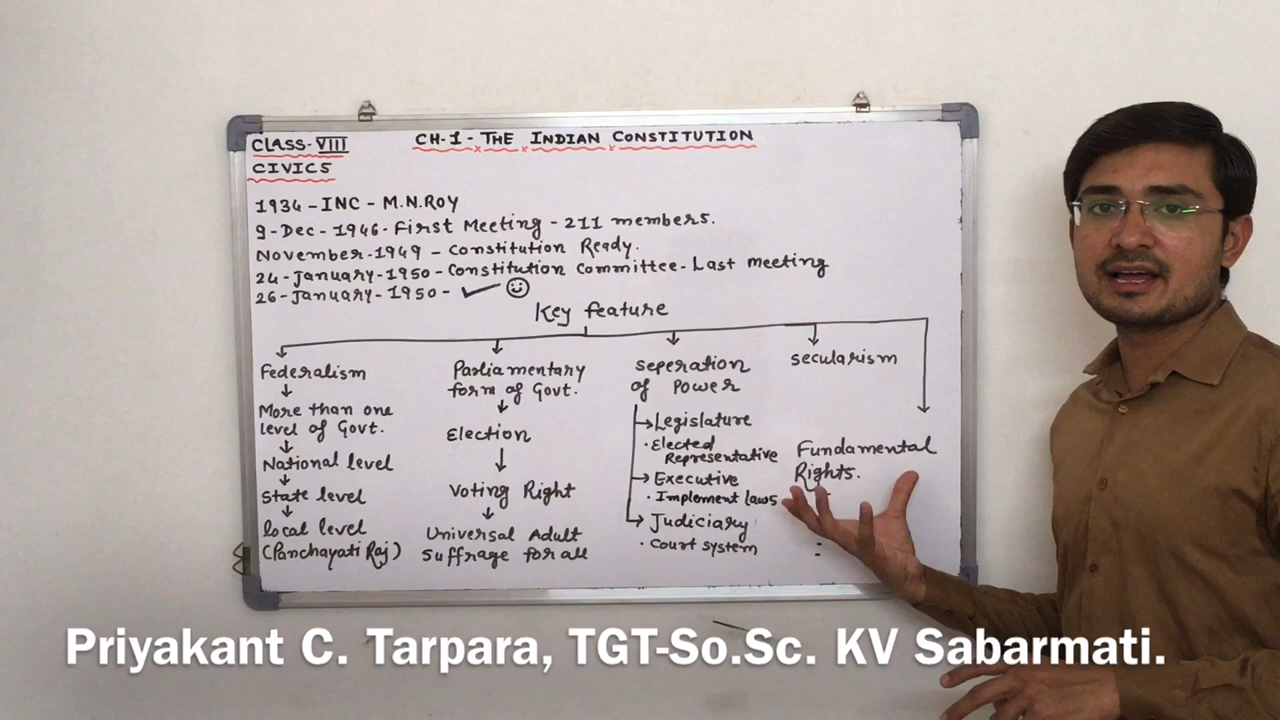 CLASS-VIII
CH-1-THE INDIAN CONSTITUTION
CIVICS
1934-INC-M.N.ROY
9-Dec-1946-First Meeting-211 members.
November-1949-Constitution Ready.
24-January-1950-Constitution Committee-Last meeting
26-January-1950-
Key feature
Federalism
More than one
level of Govt.
National level
State level
local level
(Panchayati Raj)
Parliamentary
form of Govt.
Election
Voting Right
Universal Adult
Suffrage for all
seperation
of Power
Legislature
• Elected
Representative
Executive
• Implement laws
Judiciary
• Court system
secularism
Fundamental
Rights.
Priyakant C. Tarpara, TGT-So.Sc. KV Sabarmati.